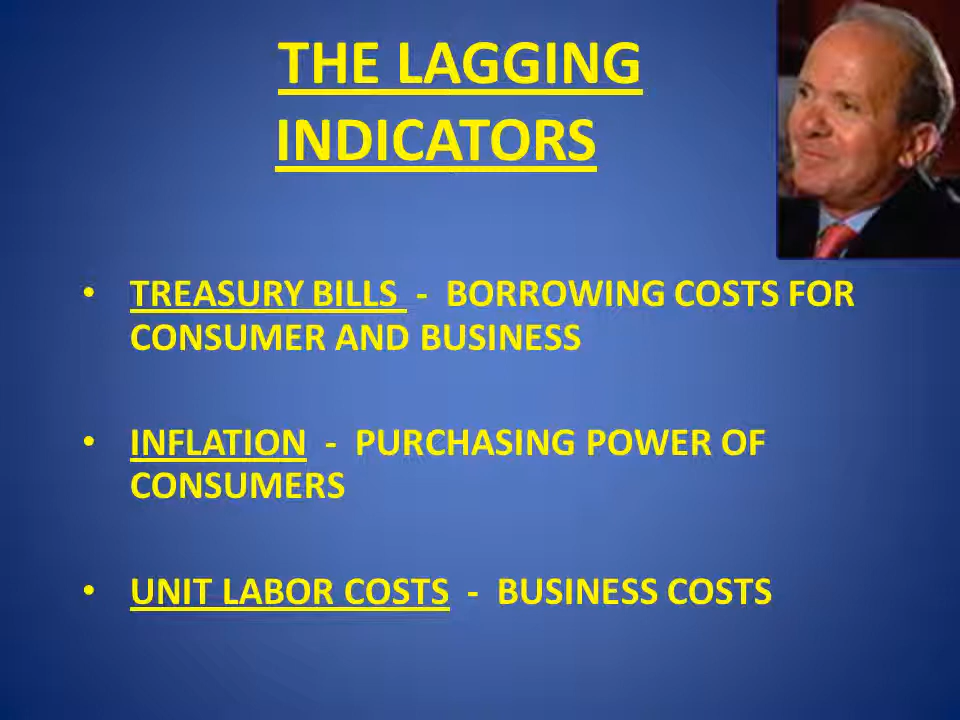 THE LAGGING
INDICATORS
• TREASURY BILLS - BORROWING COSTS FOR
CONSUMER AND BUSINESS
• INFLATION - PURCHASING POWER OF
CONSUMERS
• UNIT LABOR COSTS - BUSINESS COSTS